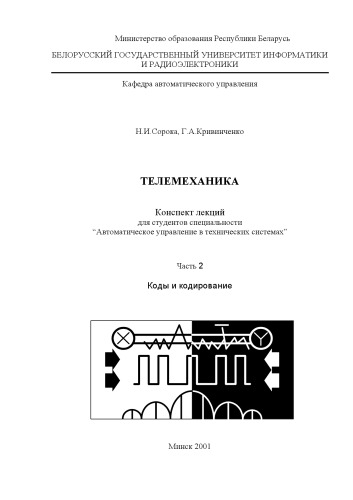 Министерство образования Республики Беларусь
БЕЛОРУССКИЙ ГОСУДАРСТВЕННЫЙ УНИВЕРСИТЕТ ИНФОРМАТИКИ
И РАДИОЭЛЕКТРОНИКИ
Кафедра автоматического управления
Н.И.Сорока, Г.А.Кривинченко
ТЕЛЕМЕХАНИКА
Конспект лекций
для студентов специальности
“Автоматическое управление в технических системах”
Часть 2
Коды и кодирование
Минск 2001